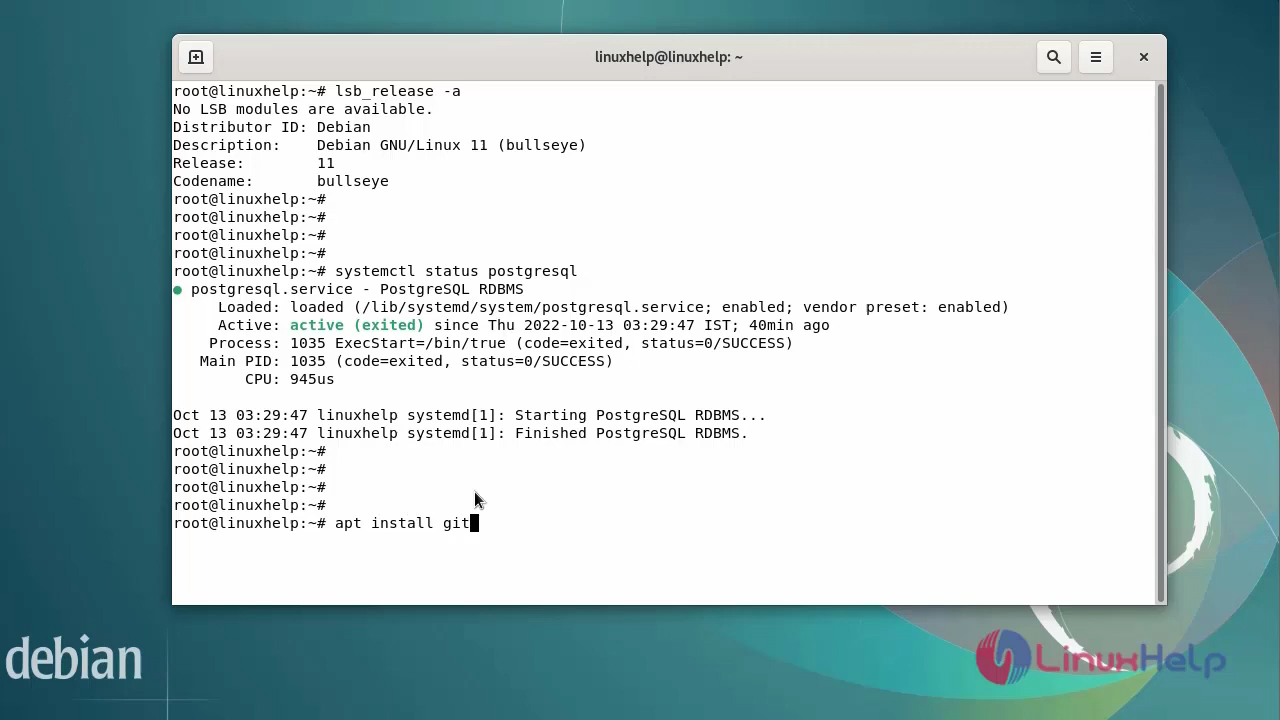 linuxhelp@linuxhelp: ~
root@linuxhelp:~# lsb_release -a
No LSB modules are available.
Distributor ID: Debian
Description:    Debian GNU/Linux 11 (bullseye)
Release:        11
Codename:       bullseye
root@linuxhelp:~#
root@linuxhelp:~#
root@linuxhelp:~#
root@linuxhelp:~#
root@linuxhelp:~# systemctl status postgresql
● postgresql.service - PostgreSQL RDBMS
     Loaded: loaded (/lib/systemd/system/postgresql.service; enabled; vendor preset: enabled)
     Active: active (exited) since Thu 2022-10-13 03:29:47 IST; 40min ago
    Process: 1035 ExecStart=/bin/true (code=exited, status=0/SUCCESS)
   Main PID: 1035 (code=exited, status=0/SUCCESS)
        CPU: 945us
Oct 13 03:29:47 linuxhelp systemd[1]: Starting PostgreSQL RDBMS...
Oct 13 03:29:47 linuxhelp systemd[1]: Finished PostgreSQL RDBMS.
root@linuxhelp:~#
root@linuxhelp:~#
root@linuxhelp:~#
root@linuxhelp:~#
root@linuxhelp:~# apt install git
debian
LinuxHelp